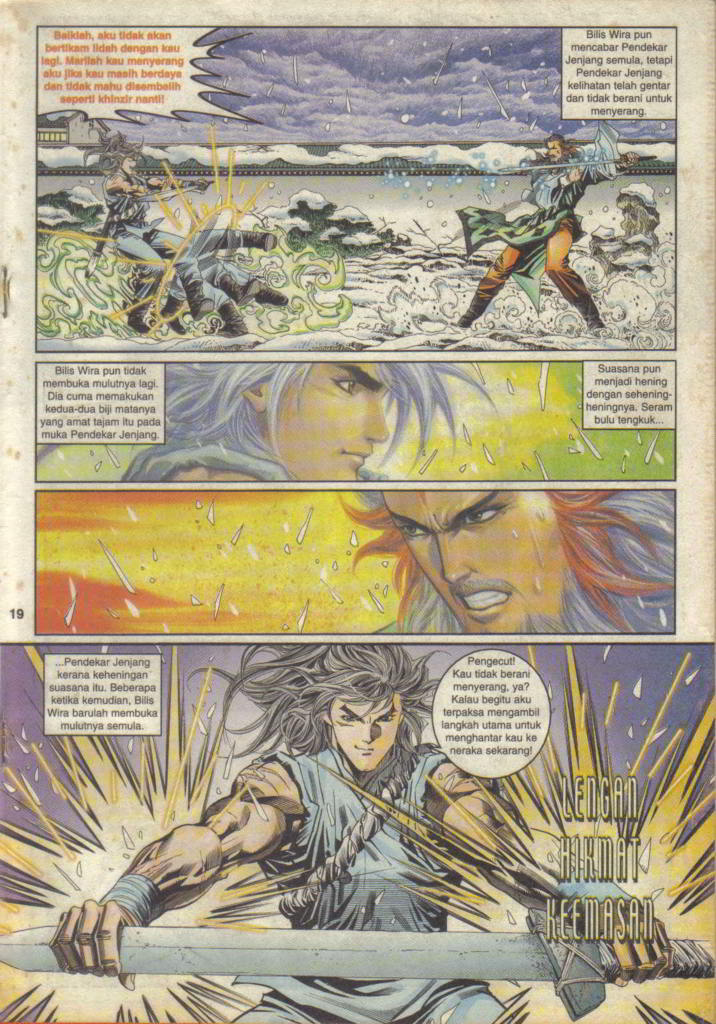 Baiklah, aku tidak akan
bertikam lidah dengan kau
lagi. Marilah kau menyerang
aku jika kau masih berdaya
dan tidak mahu disembelih
seperti khinzir nanti!
Bilis Wira pun
mencabar Pendekar
Jenjang semula, tetapi
Pendekar Jenjang
kelihatan telah gentar
dan tidak berani untuk
menyerang.
Bilis Wira pun tidak
membuka mulutnya lagi.
Dia cuma memakukan
kedua-dua biji matanya
yang amat tajam itu pada
muka Pendekar Jenjang.
Suasana pun
menjadi hening
dengan sehening-
heningnya. Seram
bulu tengkuk...
19
...Pendekar Jenjang
kerana keheningan
suasana itu. Beberapa
ketika kemudian, Bilis
Wira barulah membuka
mulutnya semula.
Pengecut!
Kau tidak berani
menyerang, ya?
Kalau begitu aku
terpaksa mengambil
langkah utama untuk
menghantar kau ke
neraka sekarang!
LENGAN
HIKMAT
KEEMASAN